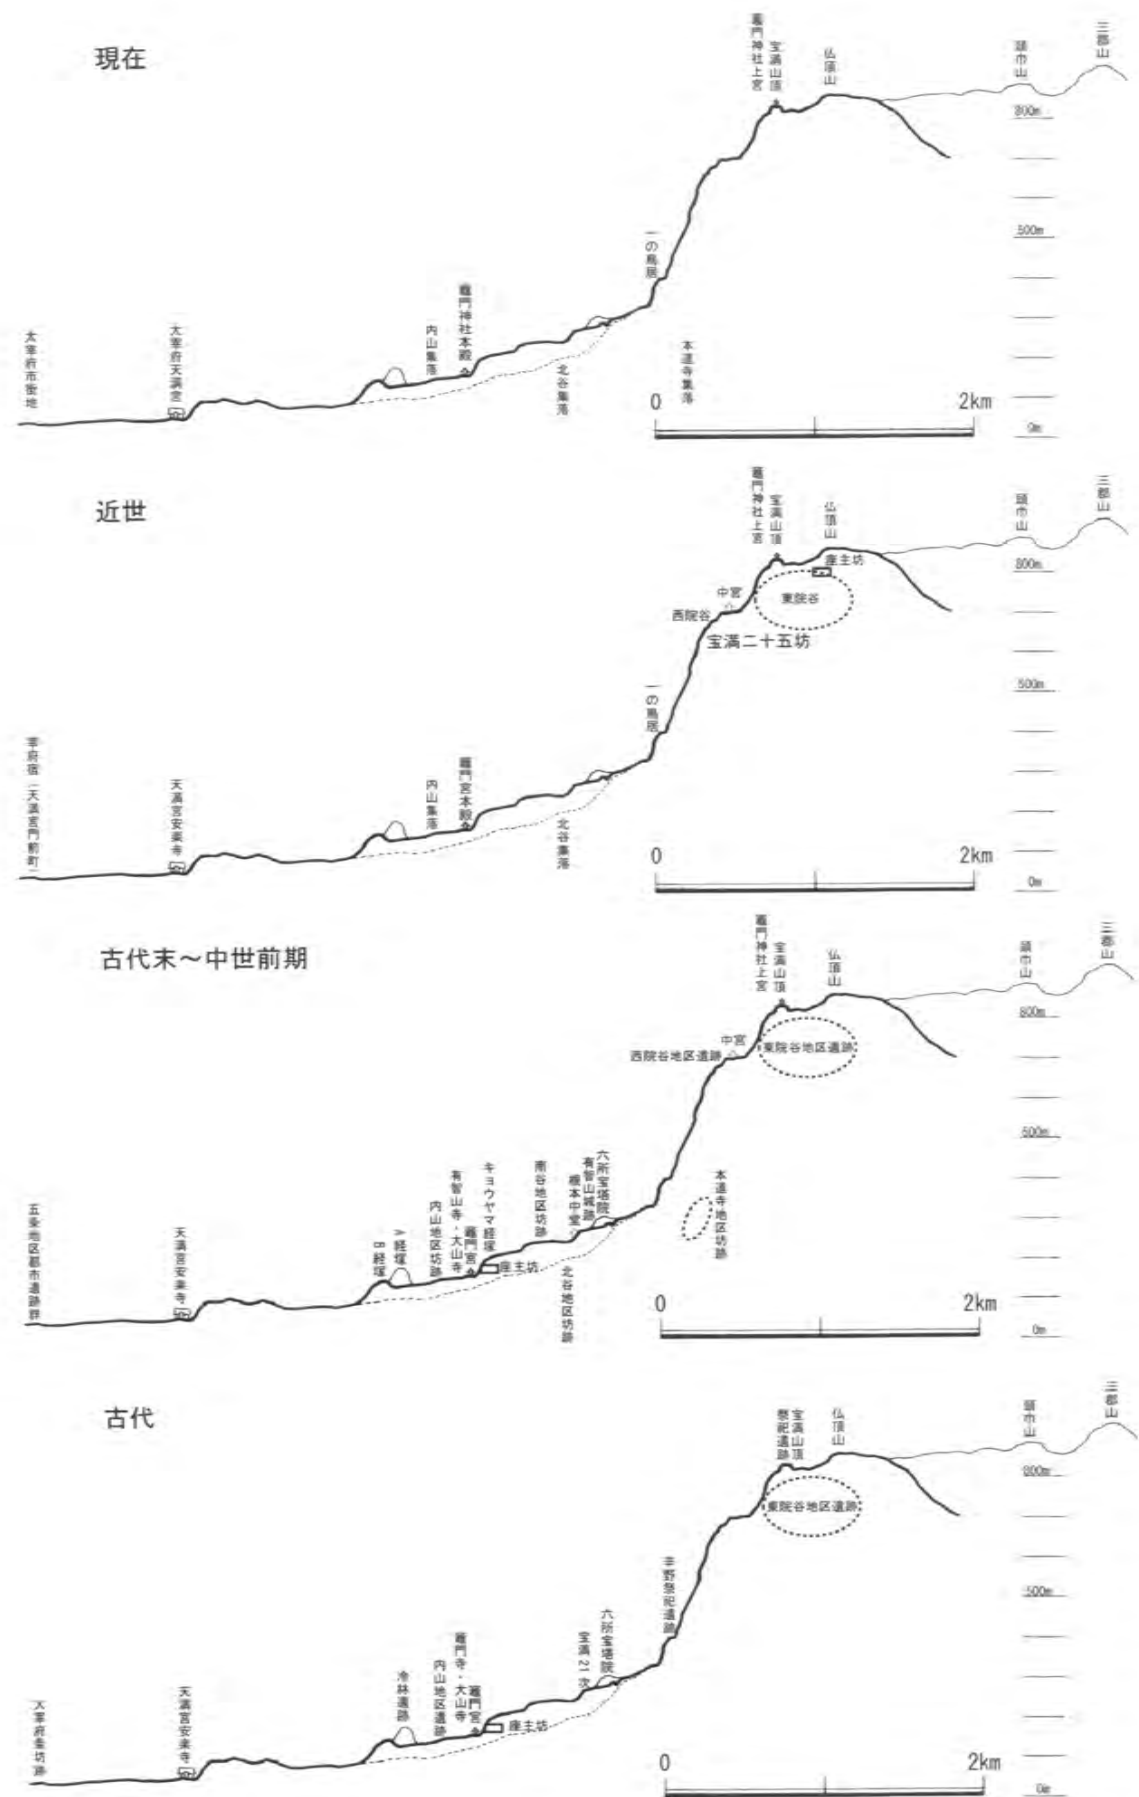 現在
太宰府市街地
太宰府天満宮
内山集落
竈門神社本殿
北谷集落
一の鳥居
本道寺集落
竈門神社上宮
宝満山頂
仏頂山
頭巾山
三郡山
800m
500m
0m
0
2km
近世
宰府宿（天満宮門前町）
天満宮安楽寺
内山集落
竈門宮本殿
北谷集落
一の鳥居
西院谷
中宮
宝満二十五坊
竈門神社上宮
宝満山頂
仏頂山
座主坊
東院谷
頭巾山
三郡山
800m
500m
0m
0
2km
古代末～中世前期
五条地区都市遺跡群
天満宮安楽寺
B経塚
A経塚
内山地区坊跡
有智山寺・大山寺
竈門宮
キョウヤマ経塚
座主坊
南谷地区坊跡
根本中堂
有智山城跡
六所宝塔院
北谷地区坊跡
本道寺地区坊跡
西院谷地区遺跡
中宮
竈門神社上宮
宝満山頂
仏頂山
東院谷地区遺跡
頭巾山
三郡山
800m
500m
0m
0
2km
古代
大宰府条坊跡
天満宮安楽寺
内山地区遺跡
竈門寺・大山寺
竈門宮
座主坊
宝満21次
六所宝塔院
辛野祭祀遺跡
祭祀遺跡
宝満山頂
仏頂山
東院谷地区遺跡
頭巾山
三郡山
800m
500m
0m
0
2km